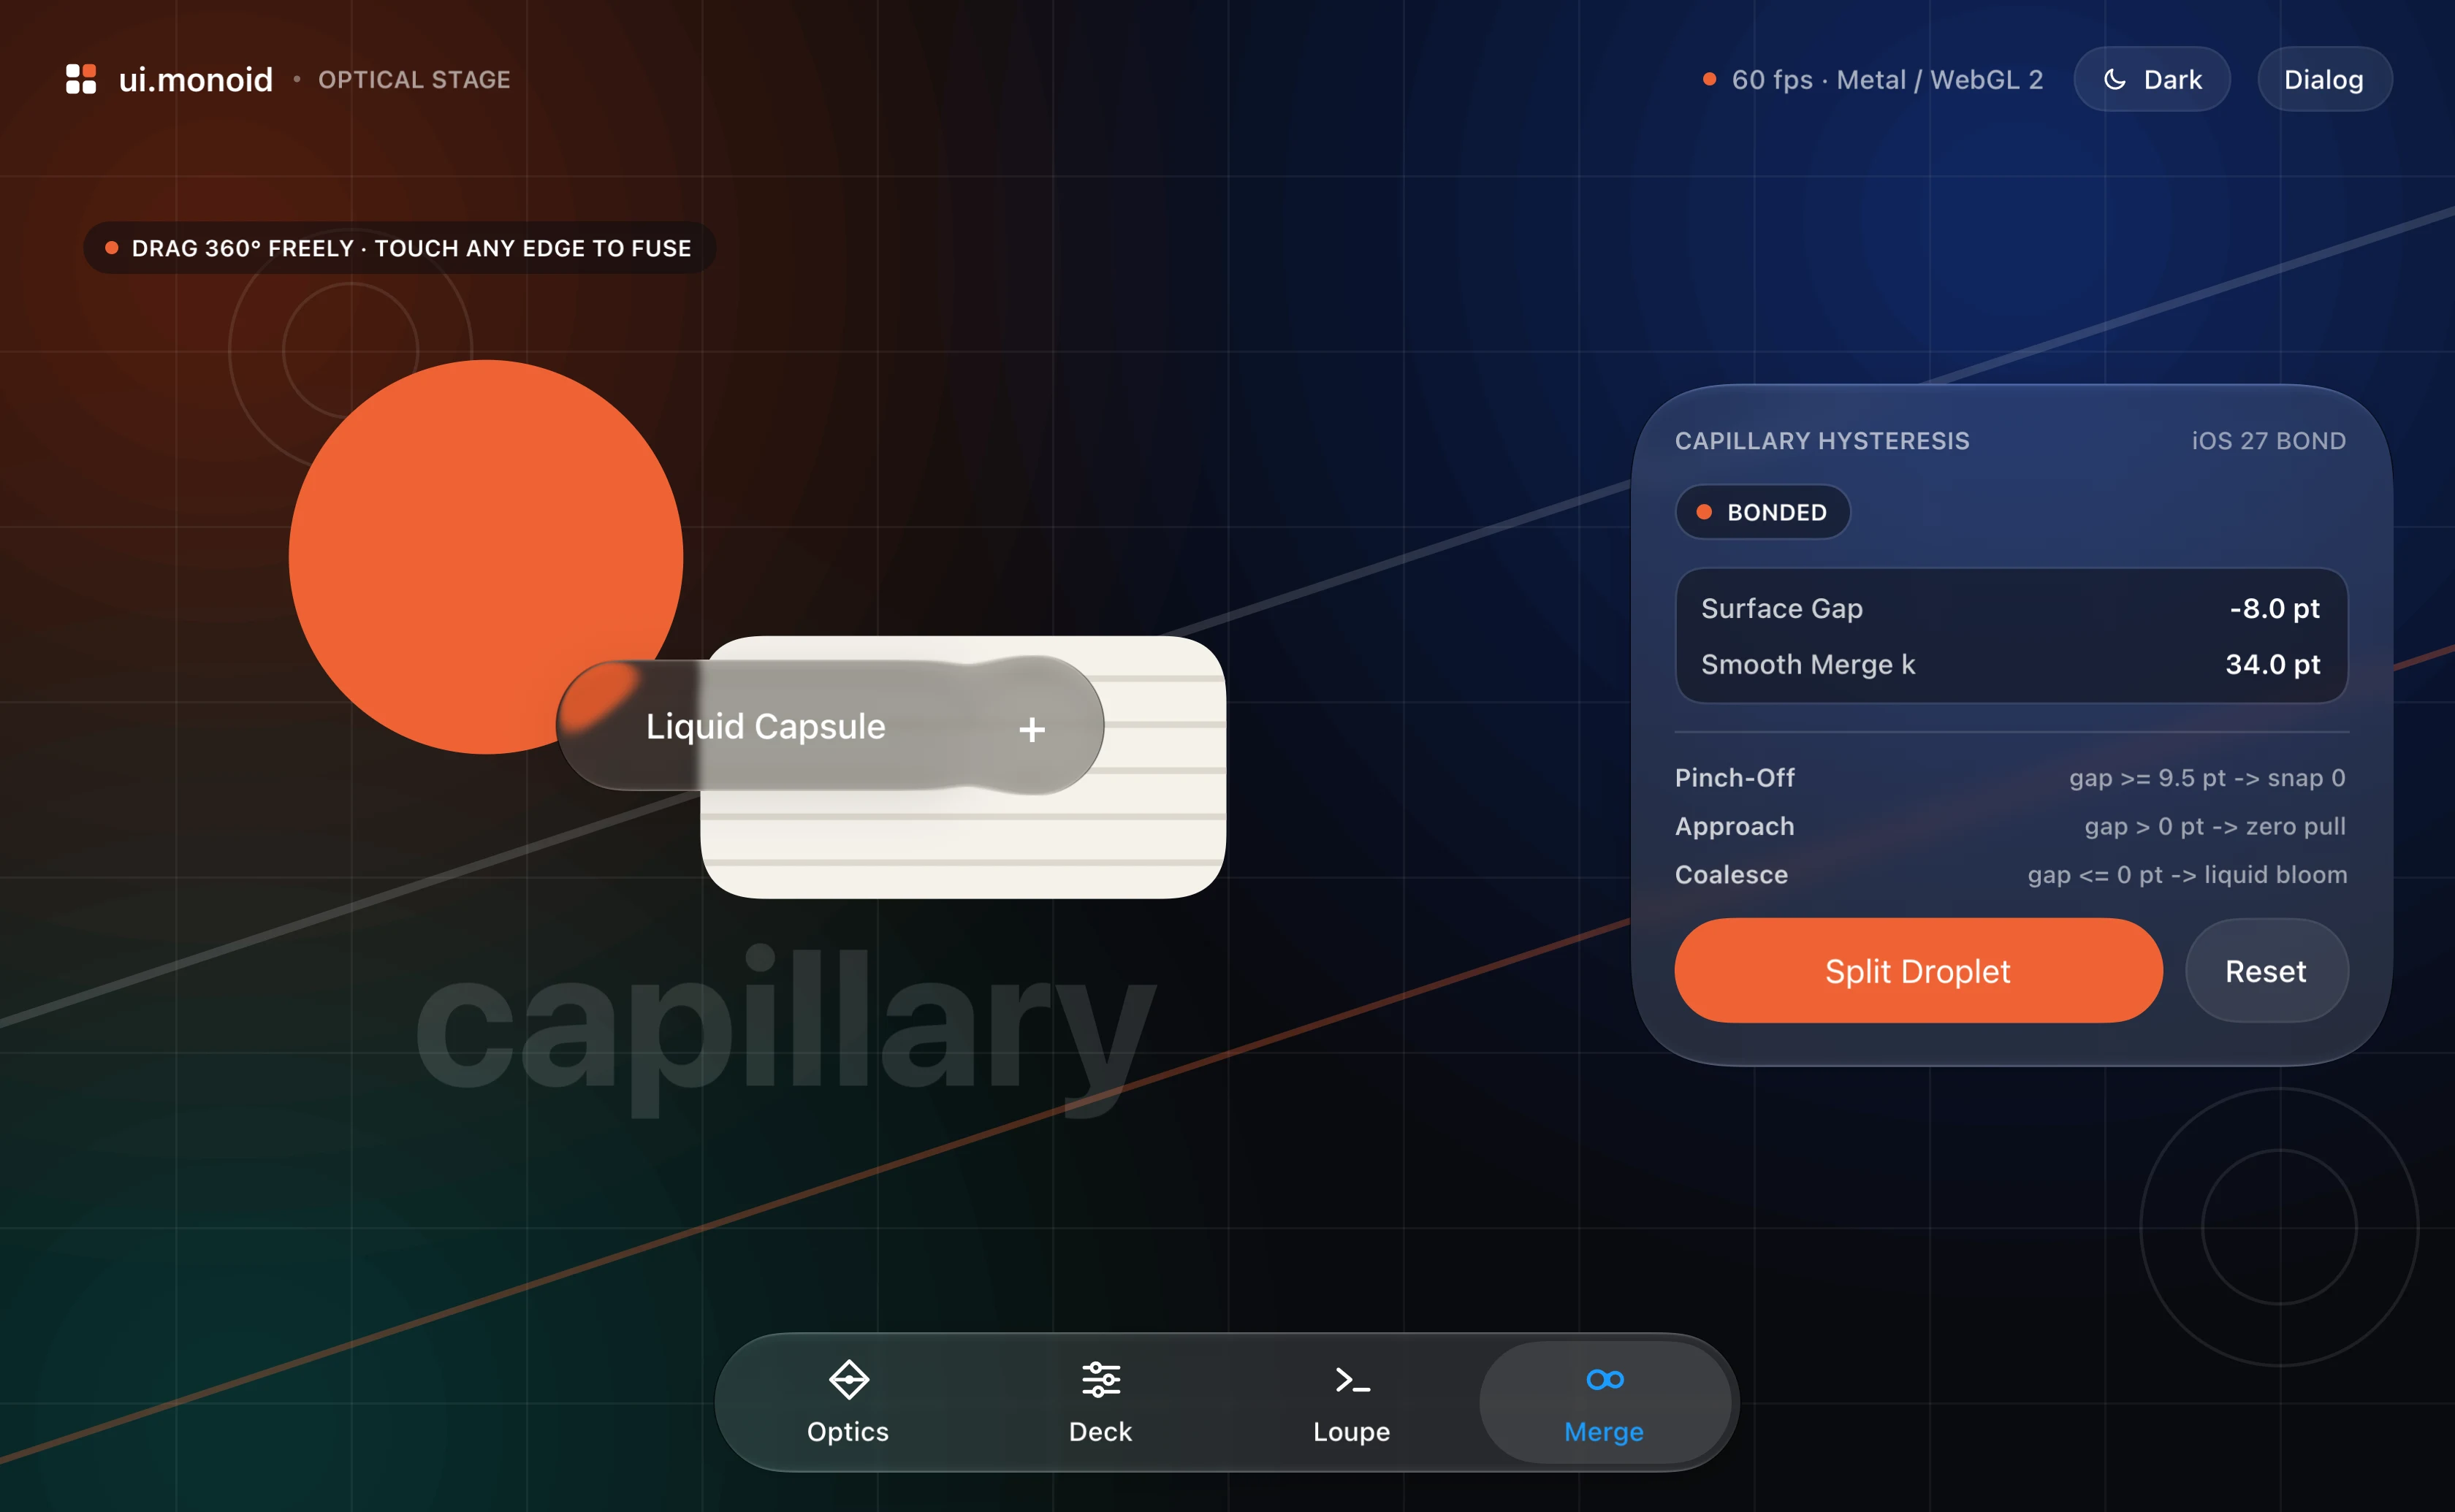 ui.monoid • OPTICAL STAGE
60 fps · Metal / WebGL 2
Dark
Dialog
DRAG 360° FREELY · TOUCH ANY EDGE TO FUSE
CAPILLARY HYSTERESIS
iOS 27 BOND
BONDED
Surface Gap -8.0 pt
Smooth Merge k 34.0 pt
Pinch-Off gap >= 9.5 pt -> snap 0
Approach gap > 0 pt -> zero pull
Coalesce gap <= 0 pt -> liquid bloom
Split Droplet
Reset
Liquid Capsule +
capillary
Optics
Deck
Loupe
Merge